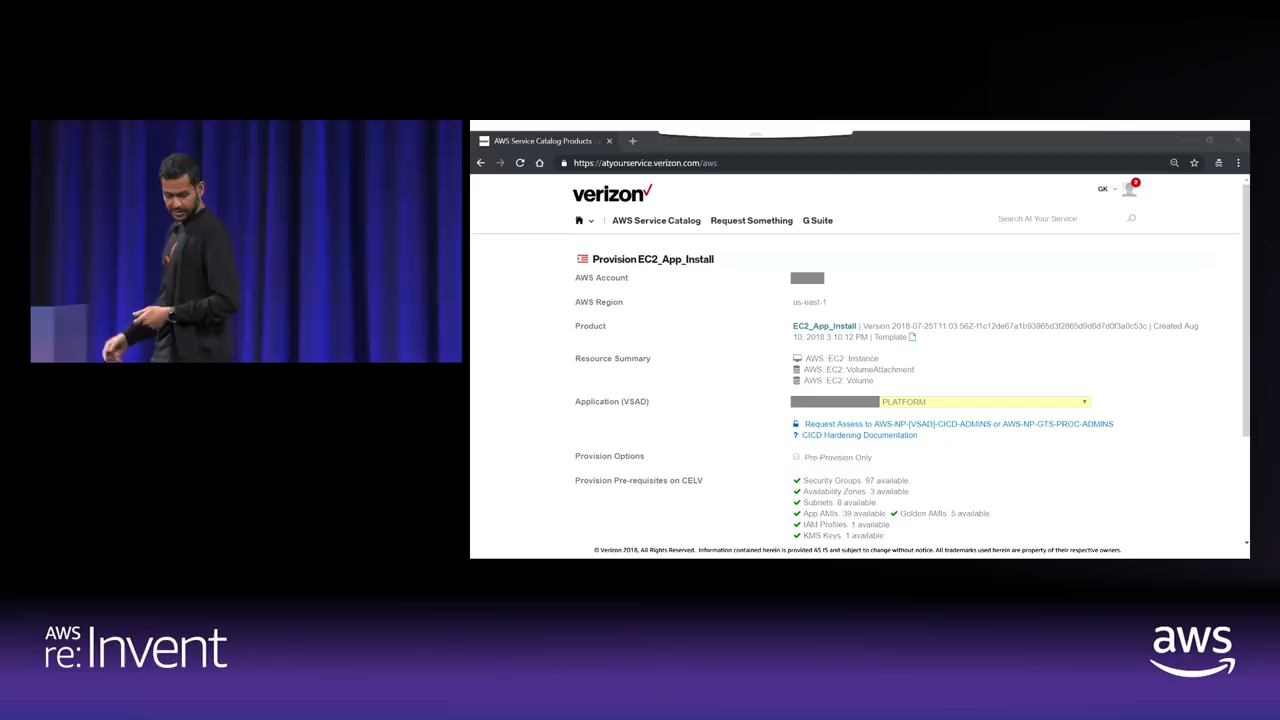 AWS Service Catalog Products
https://atyourservice.verizon.com/aws
verizon
GK
2
AWS Service Catalog
Request Something
G Suite
Search At Your Service
Provision EC2_App_Install
AWS Account
AWS Region
us-east-1
Product
EC2_App_Install | Version 2018-07-25T11 03:56Z-f1c12de67a1b93965d3f2865d9d6d7d0f3a0c53c | Created Aug
10, 2018 3.10:12 PM | Template
Resource Summary
AWS .EC2. Instance
AWS. EC2. VolumeAttachment
AWS. EC2. Volume
Application (VSAD)
PLATFORM
Request Assess to AWS-NP-[VSAD]-CICD-ADMINS or AWS-NP-GTS-PROC-ADMINS
? CICD Hardening Documentation
Provision Options
Pre-Provision Only
Provision Pre-requisites on CELV
Security Groups. 97 available.
Availability Zones. 3 available.
Subnets. 8 available.
App AMIs. 39 available. Golden AMIs. 5 available
IAM Profiles. 1 available.
KMS Keys. 1 available
© Verizon 2018, All Rights Reserved. Information contained herein is provided AS IS and subject to change without notice. All trademarks used herein are property of their respective owners.
AWS
re:Invent
aws